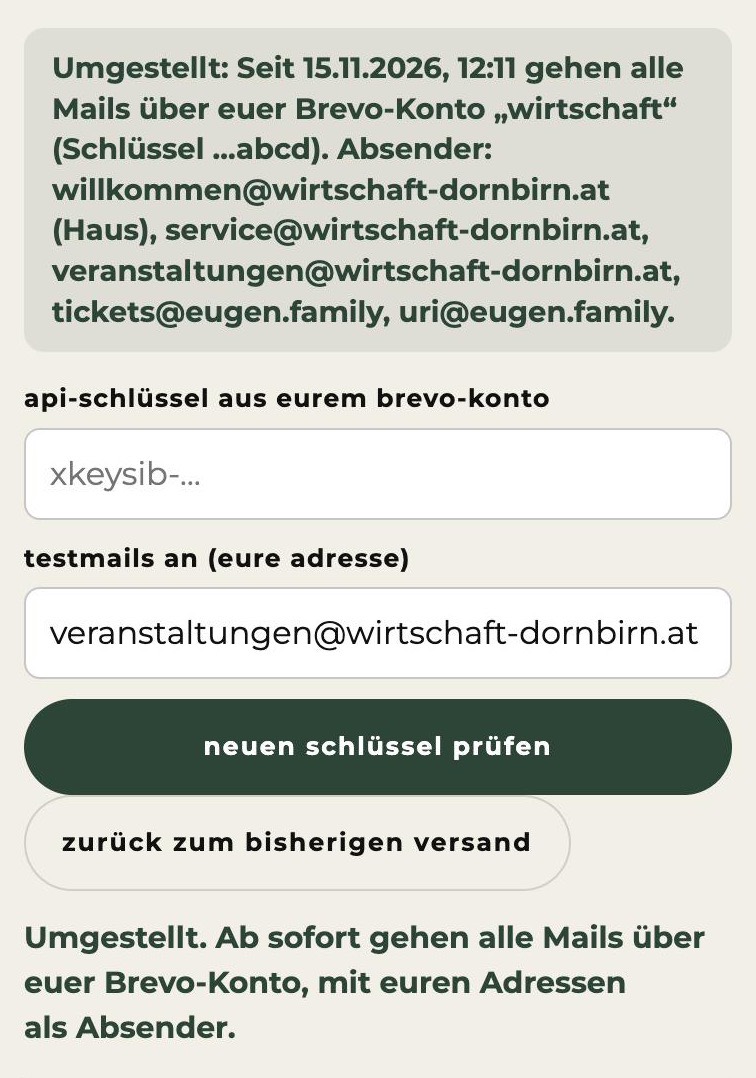 Umgestellt: Seit 15.11.2026, 12:11 gehen alle
Mails über euer Brevo-Konto „wirtschaft“
(Schlüssel …abcd). Absender:
willkommen@wirtschaft-dornbirn.at
(Haus), service@wirtschaft-dornbirn.at,
veranstaltungen@wirtschaft-dornbirn.at,
tickets@eugen.family, uri@eugen.family.
api-schlüssel aus eurem brevo-konto
xkeysib-…
testmails an (eure adresse)
veranstaltungen@wirtschaft-dornbirn.at
neuen schlüssel prüfen
zurück zum bisherigen versand
Umgestellt. Ab sofort gehen alle Mails über
euer Brevo-Konto, mit euren Adressen
als Absender.